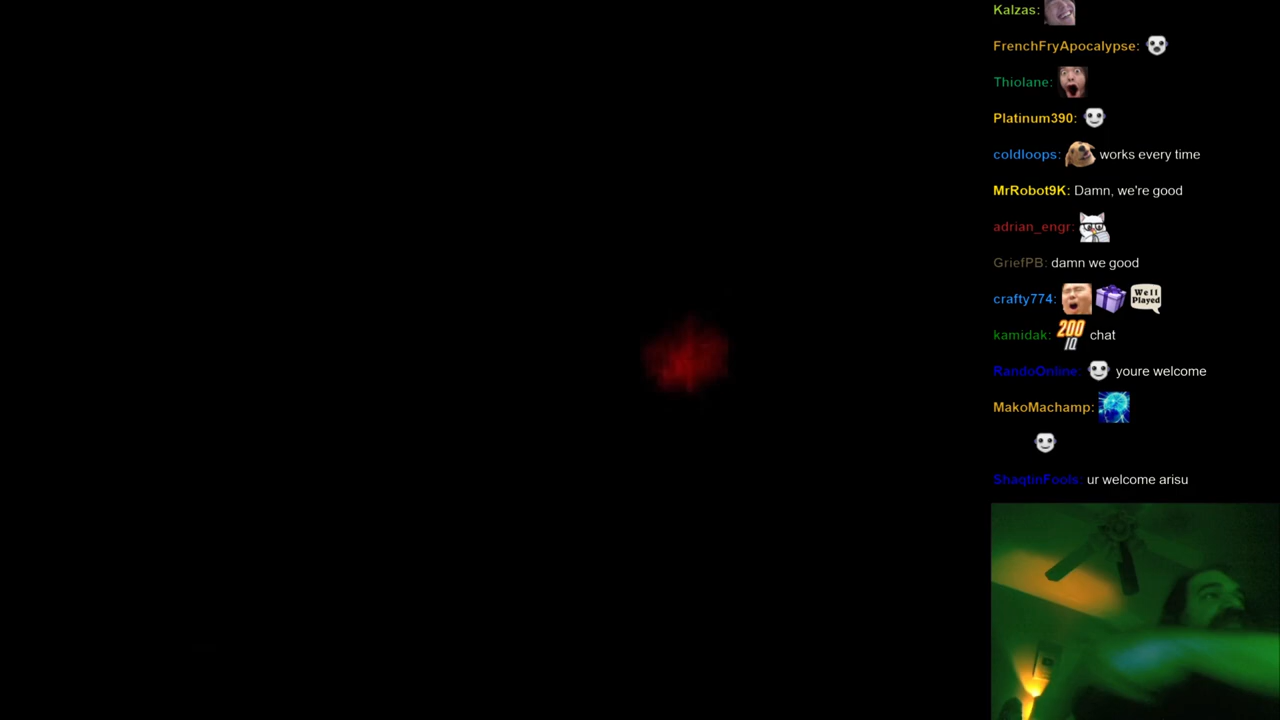 Kalzas:
FrenchFryApocalypse:
Thiolane:
Platinum390:
coldloops: works every time
MrRobot9K: Damn, we're good
adrian_engr:
GriefPB: damn we good
crafty774: Well Played
kamidak: 200 IQ chat
RandoOnline: youre welcome
MakoMachamp:
ShaqtinFools: ur welcome arisu